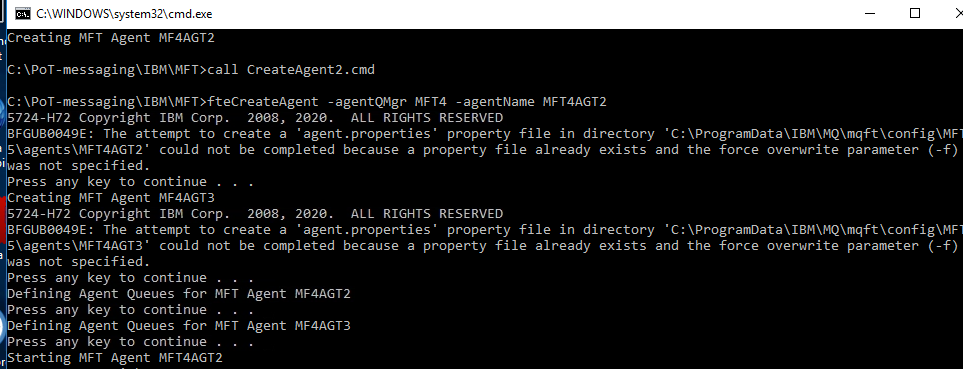 C:\WINDOWS\system32\cmd.exe
Creating MFT Agent MF4AGT2
C:\PoT-messaging\IBM\MFT>call CreateAgent2.cmd
C:\PoT-messaging\IBM\MFT>fteCreateAgent -agentQMgr MFT4 -agentName MFT4AGT2
5724-H72 Copyright IBM Corp.  2008, 2020.  ALL RIGHTS RESERVED
BFGUB0049E: The attempt to create a 'agent.properties' property file in directory 'C:\ProgramData\IBM\MQ\mqft\config\MFT
5\agents\MFT4AGT2' could not be completed because a property file already exists and the force overwrite parameter (-f)
was not specified.
Press any key to continue . . .
Creating MFT Agent MF4AGT3
5724-H72 Copyright IBM Corp.  2008, 2020.  ALL RIGHTS RESERVED
BFGUB0049E: The attempt to create a 'agent.properties' property file in directory 'C:\ProgramData\IBM\MQ\mqft\config\MFT
5\agents\MFT4AGT3' could not be completed because a property file already exists and the force overwrite parameter (-f)
was not specified.
Press any key to continue . . .
Defining Agent Queues for MFT Agent MF4AGT2
Press any key to continue . . .
Defining Agent Queues for MFT Agent MF4AGT3
Press any key to continue . . .
Starting MFT Agent MFT4AGT2